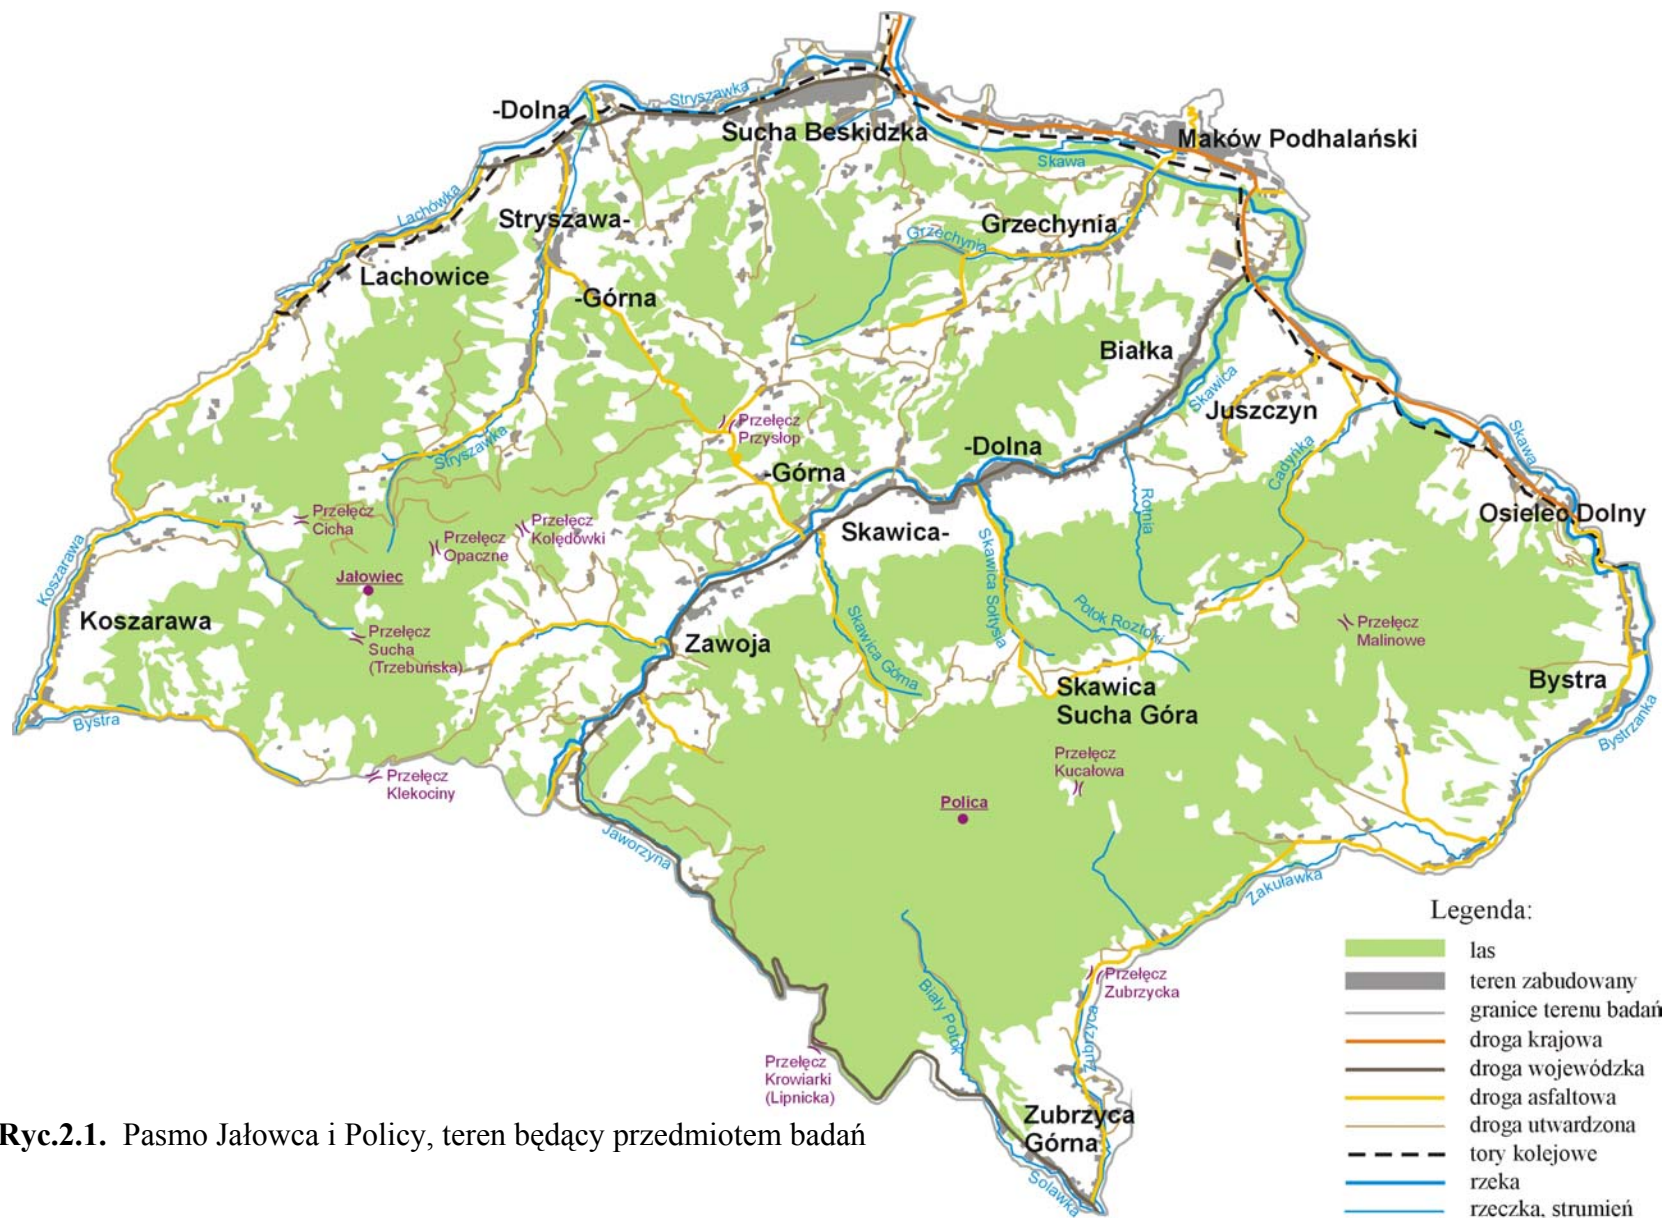 -Dolna
Stryszawka
Sucha Beskidzka
Maków Podhalański
Skawa
Lachówka
Stryszawa-
Grzechynia
Grzechynia
Lachowice
-Górna
Białka
Skawica
Juszczyn
Przełęcz
Przysłop
Skawa
Stryszawka
-Dolna
-Górna
Cadyńka
Rotnia
Przełęcz
Cicha
Przełęcz
Opaczne
Przełęcz
Kolędówki
Skawica-
Osielec Dolny
Koszarawa
Jałowiec
Skawica Sołtysia
Potok Roztoki
Koszarawa
Przełęcz
Sucha
(Trzebuńska)
Zawoja
Skawica Górna
Przełęcz
Malinowe
Skawica
Sucha Góra
Bystra
Bystra
Bystrzanka
Przełęcz
Klekociny
Przełęcz
Kucałowa
Polica
Jaworzyna
Zakuławka
Przełęcz
Zubrzycka
Biały Potok
Zubrzyca
Przełęcz
Krowiarki
(Lipnicka)
Zubrzyca
Górna
Solawka
Legenda:
las
teren zabudowany
granice terenu badań
droga krajowa
droga wojewódzka
droga asfaltowa
droga utwardzona
tory kolejowe
rzeka
rzeczka, strumień
Ryc.2.1. Pasmo Jałowca i Policy, teren będący przedmiotem badań